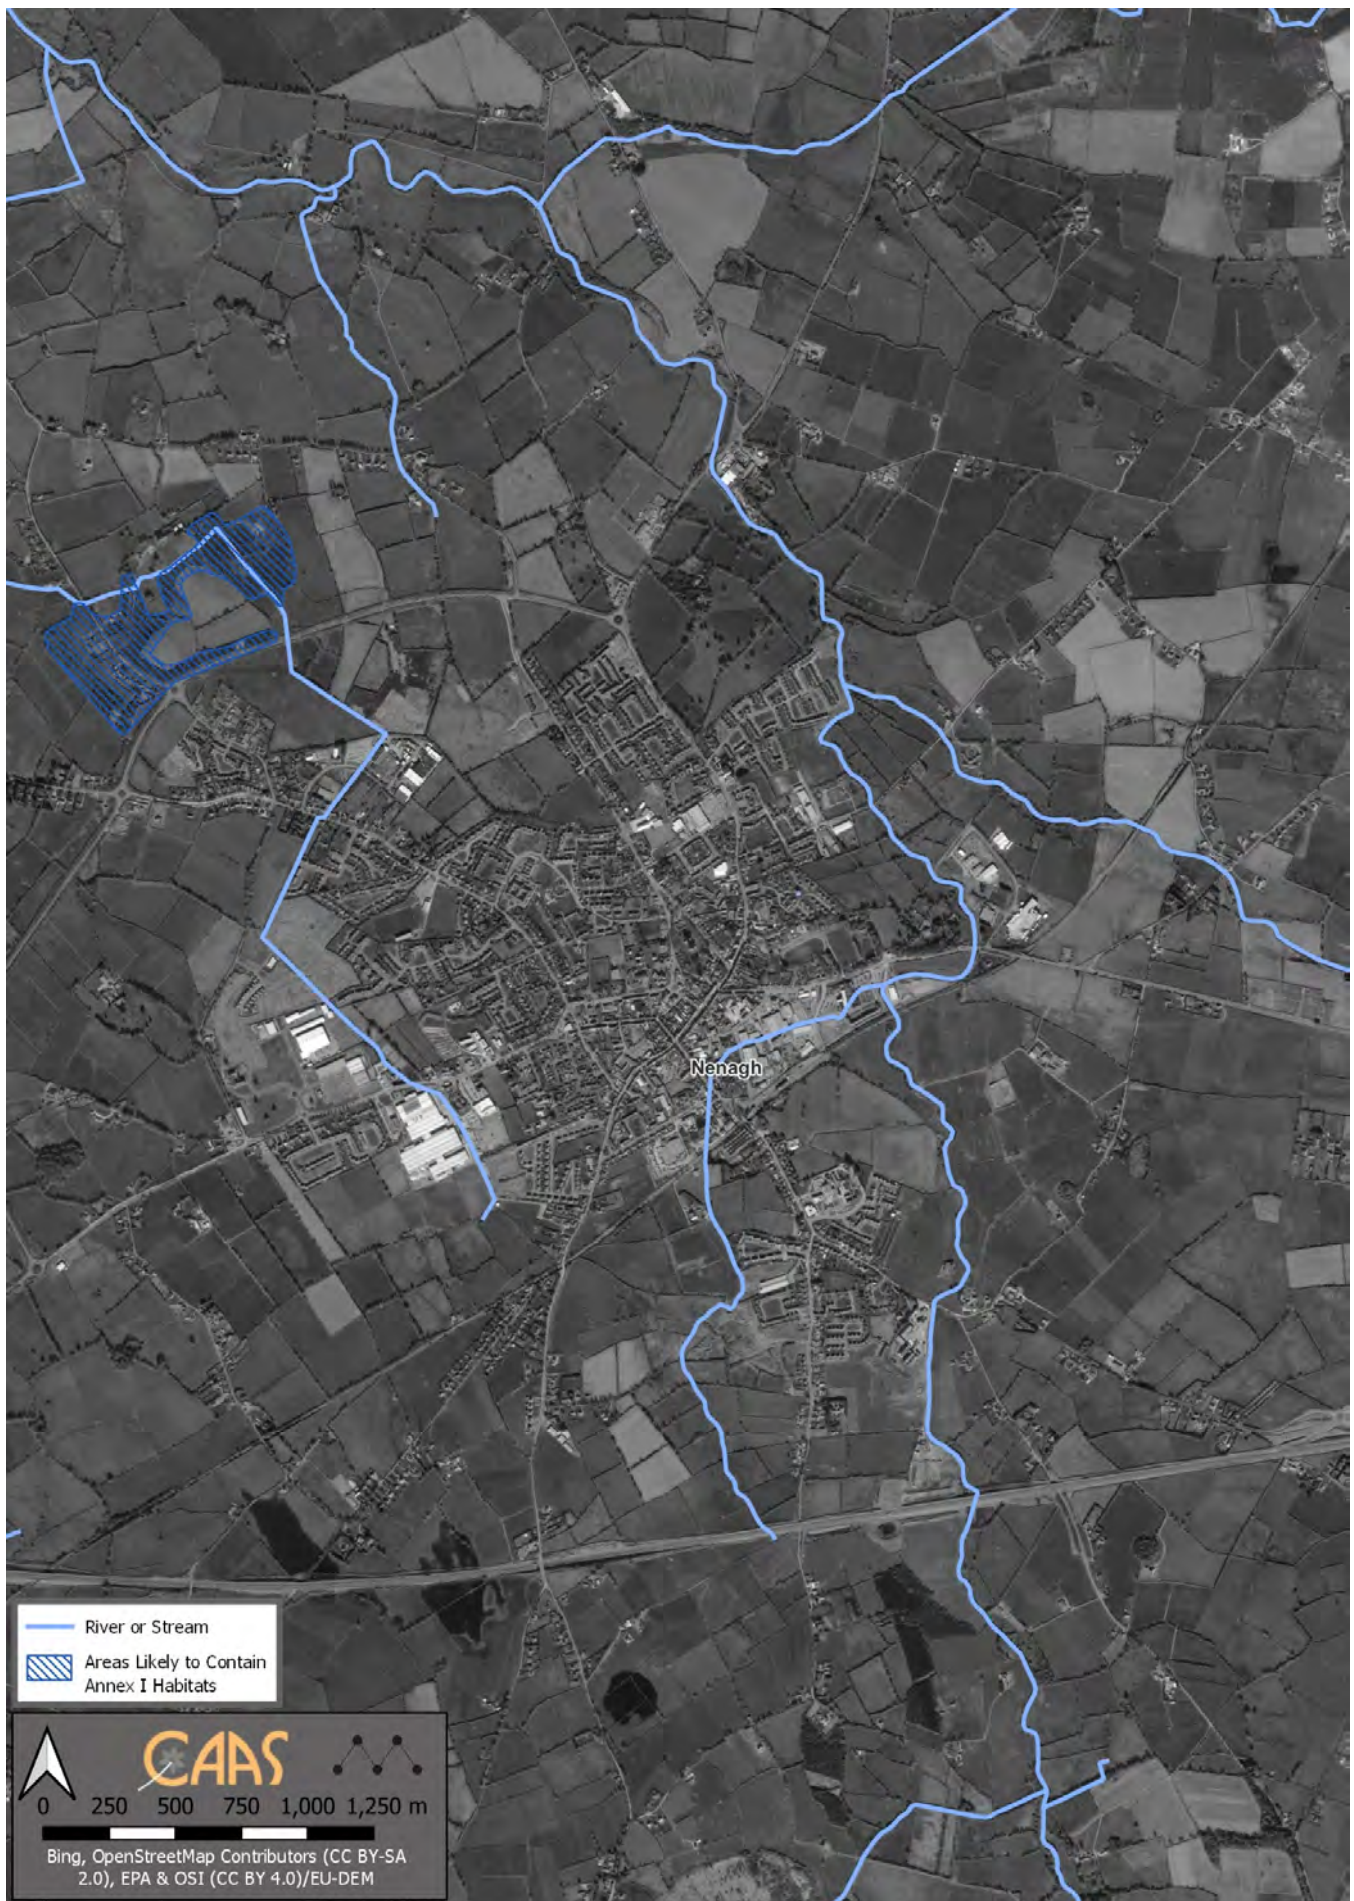 Nenagh
River or Stream
Areas Likely to Contain
Annex I Habitats
CAAS
0 250 500 750 1,000 1,250 m
Bing, OpenStreetMap Contributors (CC BY-SA
2.0), EPA & OSI (CC BY 4.0)/EU-DEM